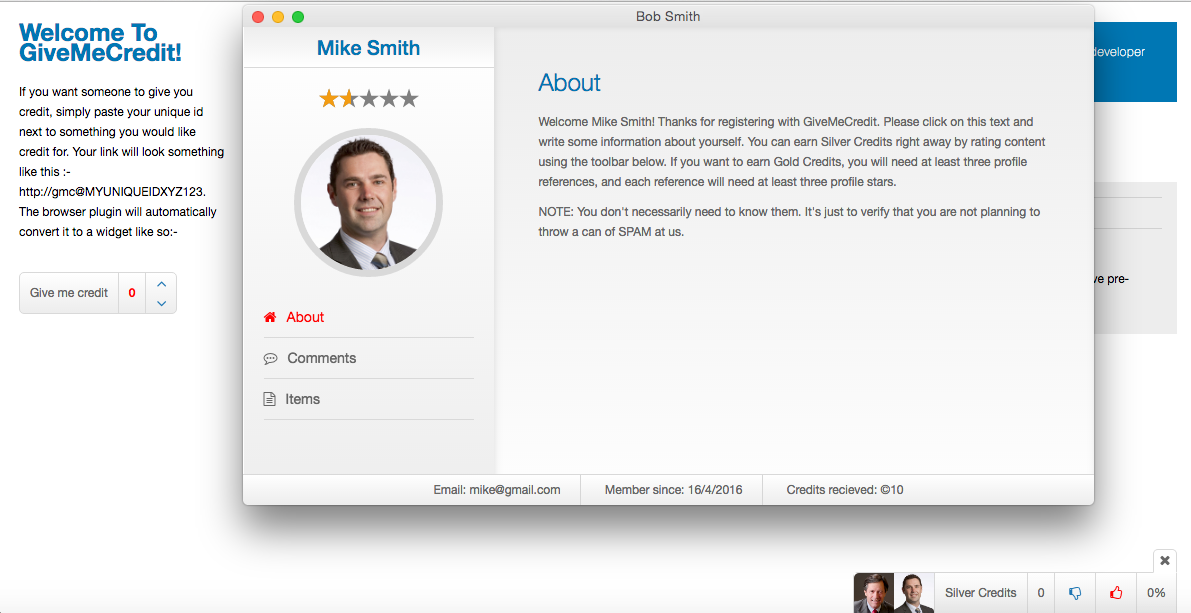 Welcome To
GiveMeCredit!
If you want someone to give you
credit, simply paste your unique id
next to something you would like
credit for. Your link will look something
like this :-
http://gmc@MYUNIQUEIDXYZ123.
The browser plugin will automatically
convert it to a widget like so:-
Give me credit 0
Bob Smith
Mike Smith
About
Comments
Items
About
Welcome Mike Smith! Thanks for registering with GiveMeCredit. Please click on this text and
write some information about yourself. You can earn Silver Credits right away by rating content
using the toolbar below. If you want to earn Gold Credits, you will need at least three profile
references, and each reference will need at least three profile stars.
NOTE: You don't necessarily need to know them. It's just to verify that you are not planning to
throw a can of SPAM at us.
Email: mike@gmail.com Member since: 16/4/2016 Credits recieved: ©10
developer
ve pre-
Silver Credits 0 0%